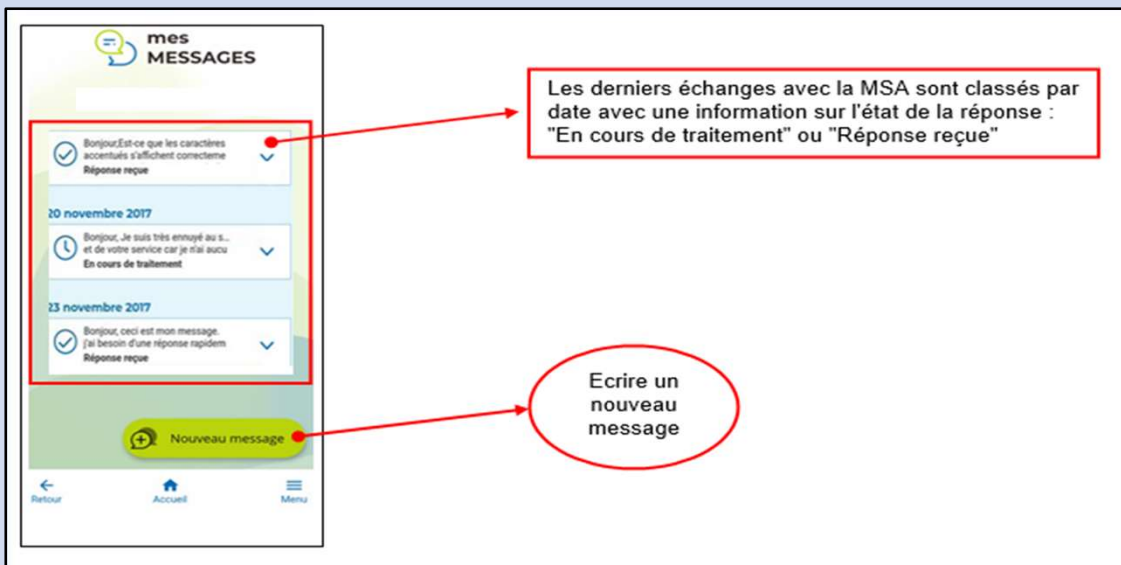 mes
MESSAGES
Bonjour,Est-ce que les caractères
accentués s'affichent correcteme
Réponse reçue
20 novembre 2017
Bonjour, Je suis très ennuyé au s...
et de votre service car je n'ai aucu
En cours de traitement
23 novembre 2017
Bonjour, ceci est mon message.
j'ai besoin d'une réponse rapidem
Réponse reçue
Nouveau message
Retour
Accueil
Menu
Les derniers échanges avec la MSA sont classés par
date avec une information sur l'état de la réponse :
"En cours de traitement" ou "Réponse reçue"
Ecrire un
nouveau
message